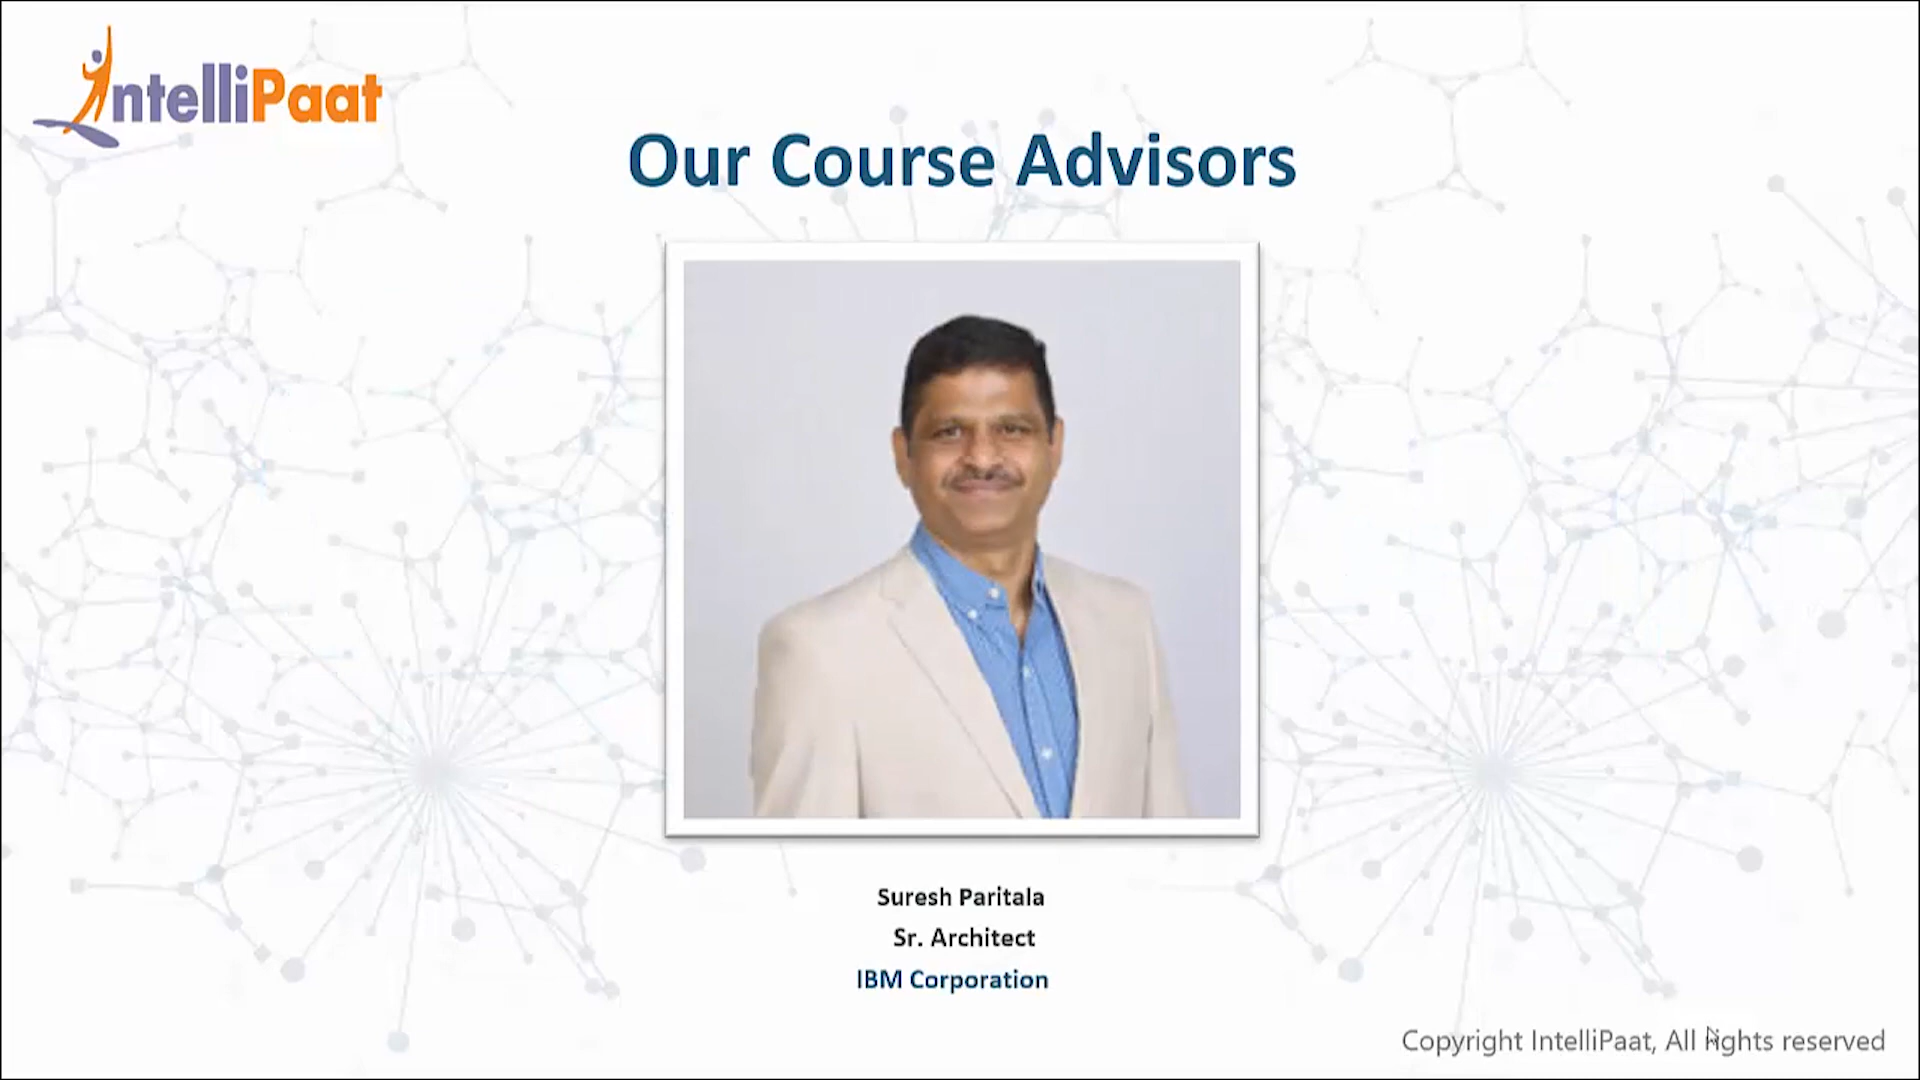 IntelliPaat
Our Course Advisors
Suresh Paritala
Sr. Architect
IBM Corporation
Copyright IntelliPaat, All Rights reserved